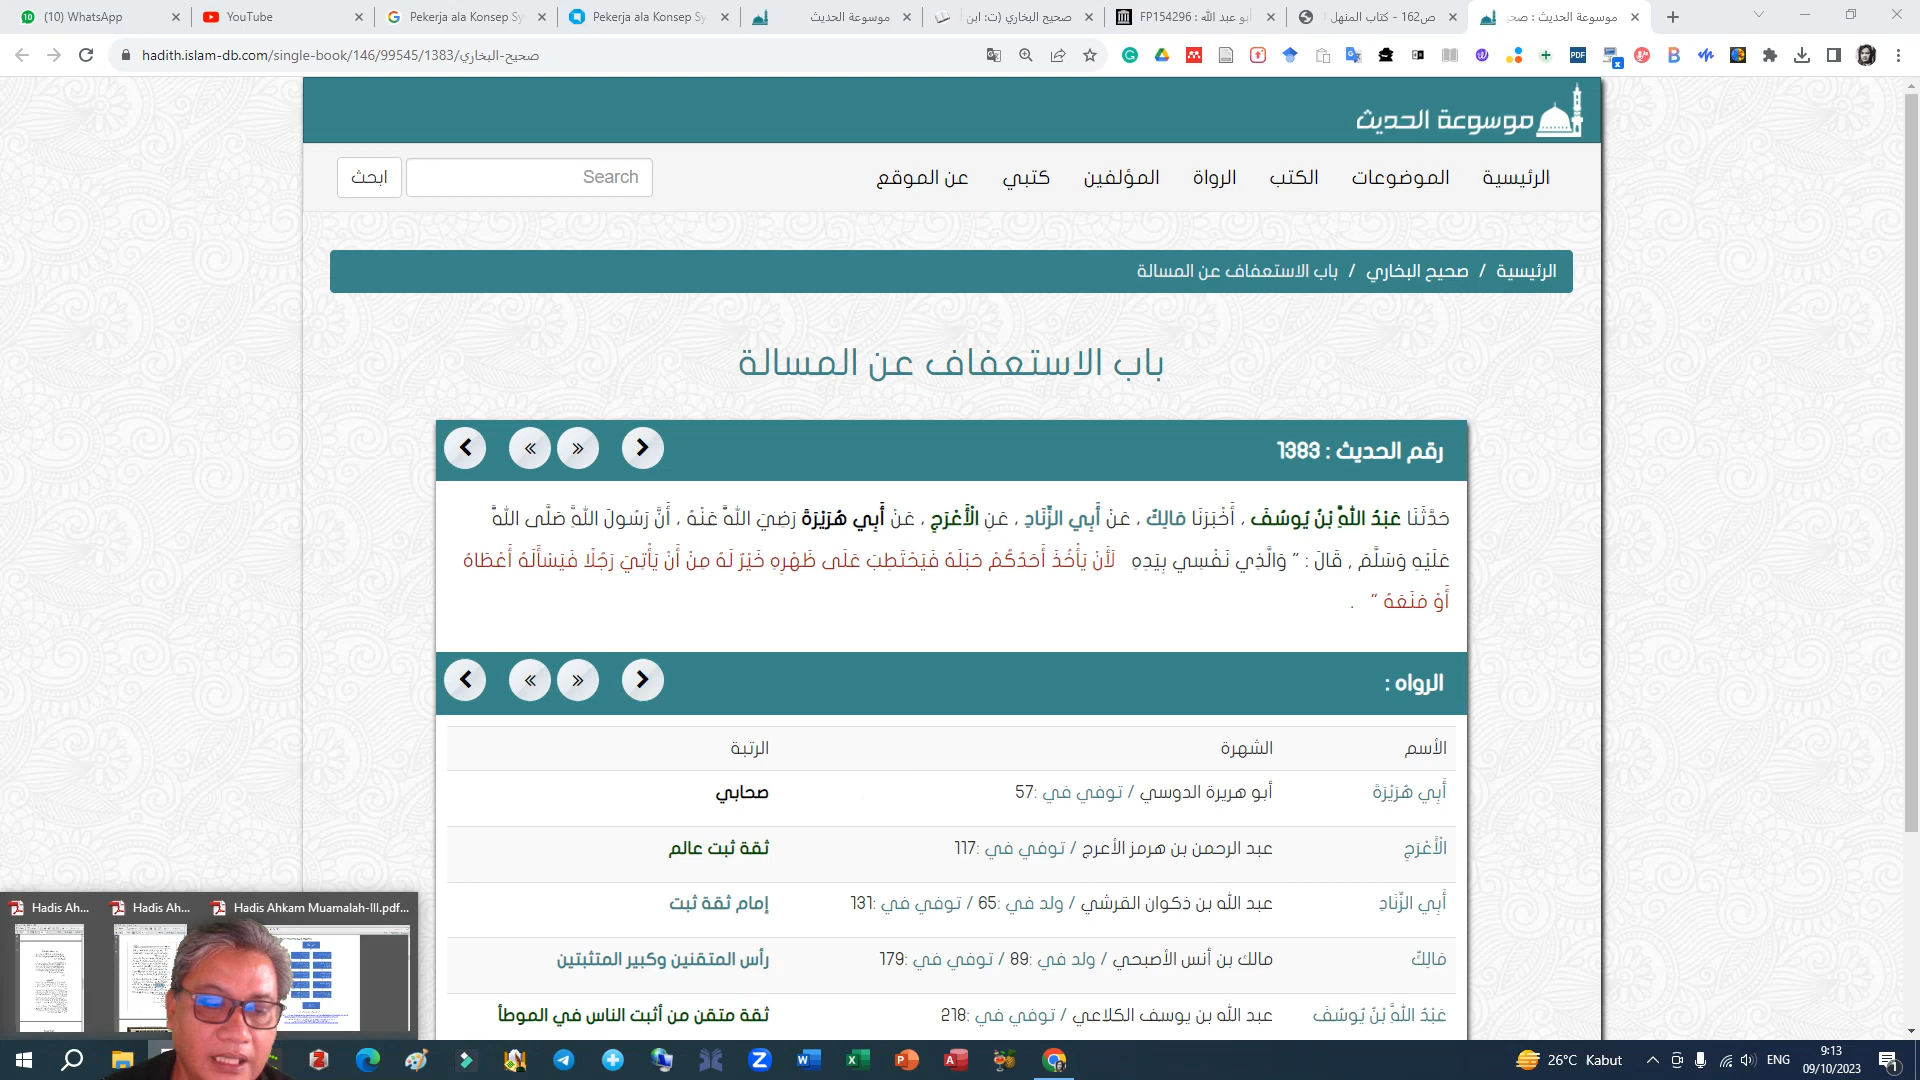 (10) WhatsApp
YouTube
Pekerja ala Konsep Sy
Pekerja ala Konsep Sy
موسوعة الحديث
صحيح البخاري (ت: ابن
بو عبد الله : FP154296
ص162 - كتاب المنهل
موسوعة الحديث : صحي
hadith.islam-db.com/single-book/146/99545/1383/صحيح-البخاري
موسوعة الحديث
الرئيسية
الموضوعات
الكتب
الرواة
المؤلفين
كتبي
عن الموقع
Search
ابحث
الرئيسية / صحيح البخاري / باب الاستعفاف عن المسالة
باب الاستعفاف عن المسالة
رقم الحديث : 1383
حَدَّثَنَا عَبْدُ اللَّهِ بْنُ يُوسُفَ ، أَخْبَرَنَا مَالِكٌ ، عَنْ أَبِي الزِّنَادِ ، عَنِ الْأَعْرَجِ ، عَنْ أَبِي هُرَيْرَةَ رَضِيَ اللَّهُ عَنْهُ ، أَنَّ رَسُولَ اللَّهِ صَلَّى اللَّهُ
عَلَيْهِ وَسَلَّمَ , قَالَ : " وَالَّذِي نَفْسِي بِيَدِهِ لَأَنْ يَأْخُذَ أَحَدُكُمْ حَبْلَهُ فَيَحْتَطِبَ عَلَى ظَهْرِهِ خَيْرٌ لَهُ مِنْ أَنْ يَأْتِيَ رَجُلًا فَيَسْأَلَهُ أَعْطَاهُ
أَوْ مَنَعَهُ " .
الرواه :
الأسم
الشهرة
الرتبة
أَبِي هُرَيْرَةَ
أبو هريرة الدوسي / توفي في :57
صحابي
الْأَعْرَجِ
عبد الرحمن بن هرمز الأعرج / توفي في :117
ثقة ثبت عالم
أَبِي الزِّنَادِ
عبد الله بن ذكوان القرشي / ولد في :65 / توفي في :131
إمام ثقة ثبت
مَالِكٌ
مالك بن أنس الأصبحي / ولد في :89 / توفي في :179
رأس المتقنين وكبير المتثبتين
عَبْدُ اللَّهِ بْنُ يُوسُفَ
عبد الله بن يوسف الكلاعي / توفي في :218
ثقة متقن من أثبت الناس في الموطأ
Hadis Ah...
Hadis Ah...
Hadis Ahkam Muamalah-III.pdf...
26°C Kabut
ENG
9:13
09/10/2023